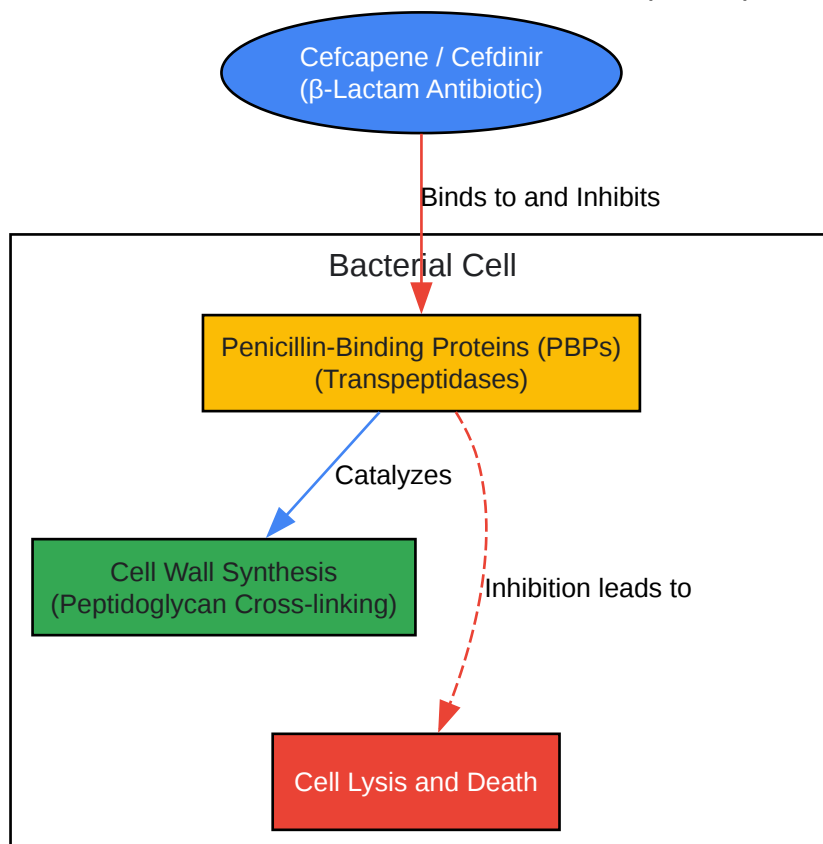 Cefcapene / Cefdinir
(β-Lactam Antibiotic)
Binds to and Inhibits
Bacterial Cell
Penicillin-Binding Proteins (PBPs)
(Transpeptidases)
Catalyzes
Cell Wall Synthesis
(Peptidoglycan Cross-linking)
Inhibition leads to
Cell Lysis and Death